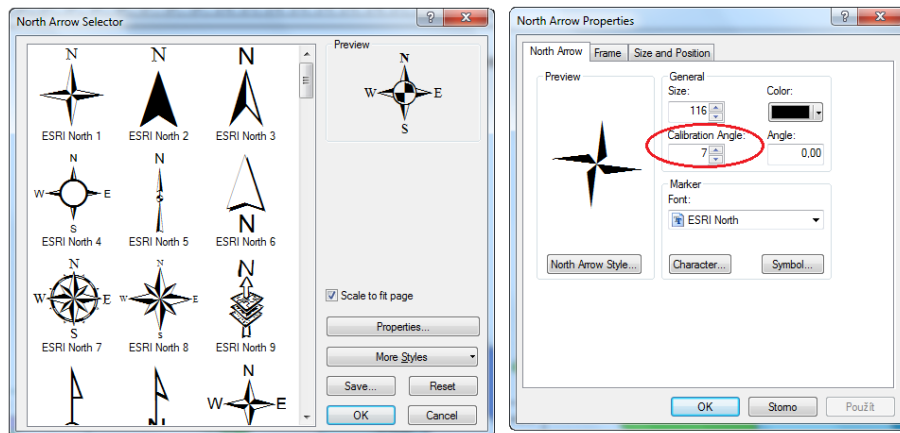 North Arrow Selector
N N N
ESRI North 1 ESRI North 2 ESRI North 3
N
W E
S
N
S
N
ESRI North 4 ESRI North 5 ESRI North 6
N
W E
S
N
W E
S
N
ESRI North 7 ESRI North 8 ESRI North 9
N
W E
Preview
N
W E
S
Scale to fit page
Properties...
More Styles
Save... Reset
OK Cancel
North Arrow Properties
North Arrow Frame Size and Position
Preview
North Arrow Style...
General
Size: Color:
116
Calibration Angle: Angle:
7 0,00
Marker
Font:
ESRI North
Character... Symbol...
OK Storno Použít